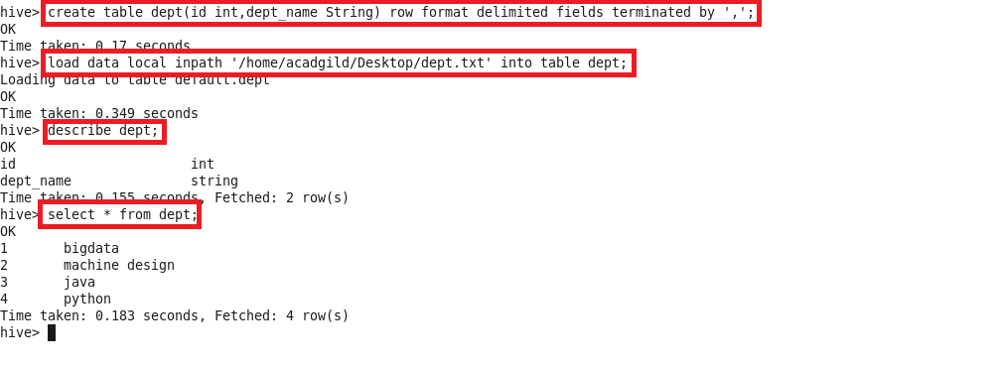 hive> create table dept(id int,dept_name String) row format delimited fields terminated by ',';
OK
Time taken: 0.17 seconds
hive> load data local inpath '/home/acadgild/Desktop/dept.txt' into table dept;
Loading data to table default.dept
OK
Time taken: 0.349 seconds
hive> describe dept;
OK
id                      int
dept_name               string
Time taken: 0.155 seconds, Fetched: 2 row(s)
hive> select * from dept;
OK
1       bigdata
2       machine design
3       java
4       python
Time taken: 0.183 seconds, Fetched: 4 row(s)
hive>